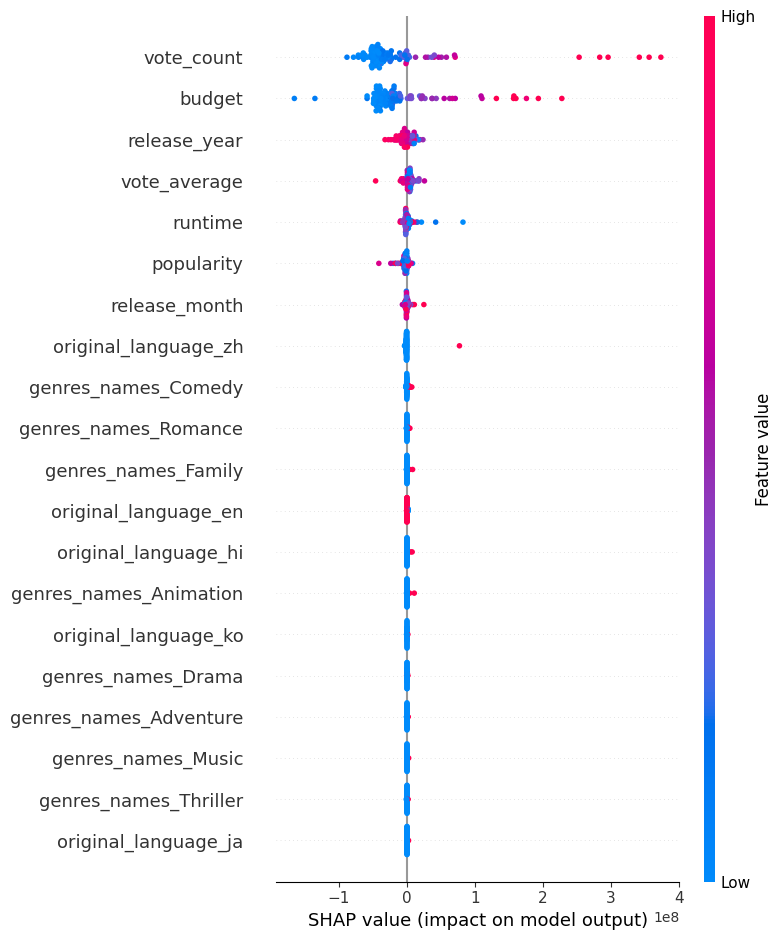 High
vote_count
budget
release_year
vote_average
runtime
popularity
release_month
original_language_zh
genres_names_Comedy
genres_names_Romance
genres_names_Family
original_language_en
original_language_hi
genres_names_Animation
original_language_ko
genres_names_Drama
genres_names_Adventure
genres_names_Music
genres_names_Thriller
original_language_ja
Feature value
Low
−1 0 1 2 3 4
1e8
SHAP value (impact on model output)